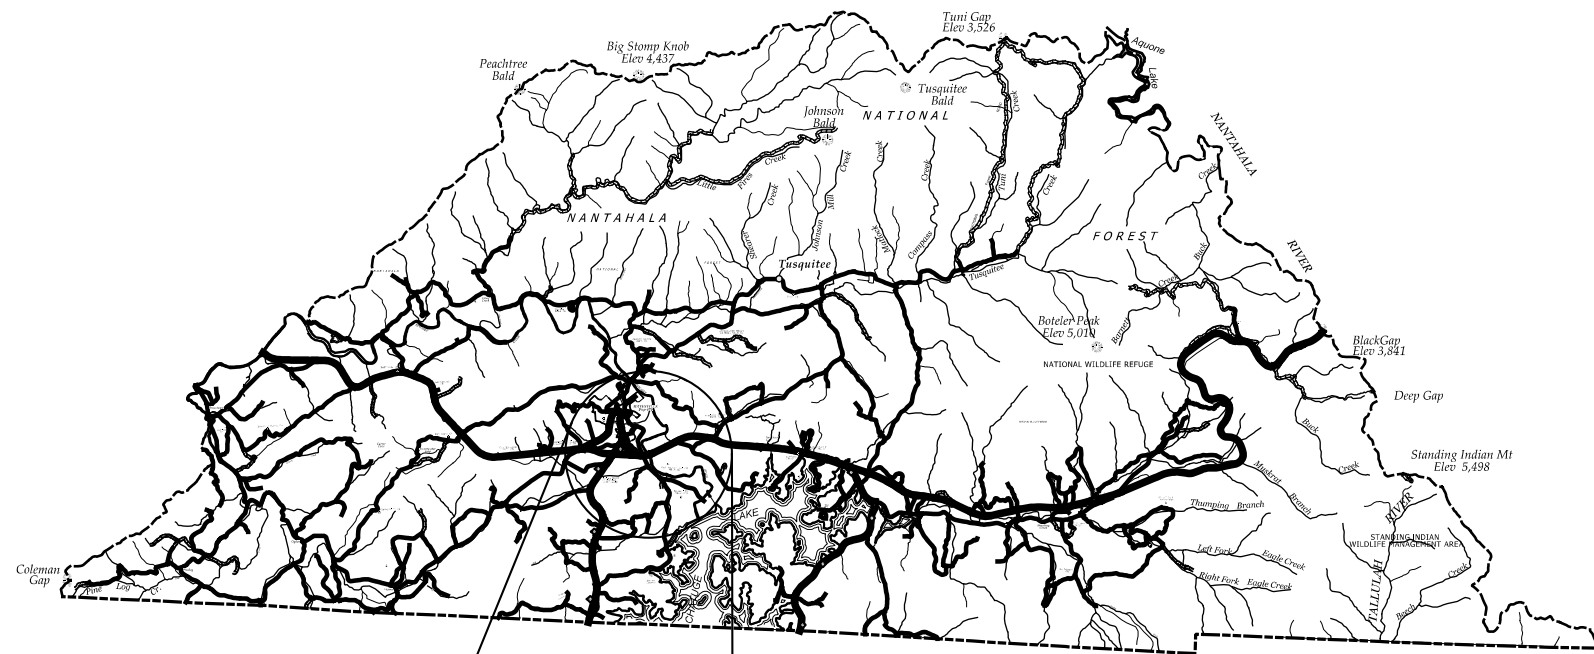 Tuni Gap
Elev 3,526
Aquone
Lake
Big Stomp Knob
Elev 4,437
Peachtree
Bald
Tusquitee
Bald
Johnson
Bald
NATIONAL
NANTAHALA
Creek
Creek
Creek
Creek
Creek
Little Fires Creek
Tuni
Creek
Creek
Mill
Johnson
Shearer
Matlock
Compass
NANTAHALA
FOREST
Buck
Creek
RIVER
Tusquitee
Tusquitee
Barnett
Boteler Peak
Elev 5,010
NATIONAL WILDLIFE REFUGE
BlackGap
Elev 3,841
Deep Gap
Buck
Creek
Standing Indian Mt
Elev 5,498
Muskrat Branch
Thumping Branch
RIVER
STANDING INDIAN
WILDLIFE MANAGEMENT AREA
Left Fork Eagle Creek
Right Fork Eagle Creek
TALLULAH
Creek
Beech
LAKE
Coleman
Gap
Pine Log Cr.